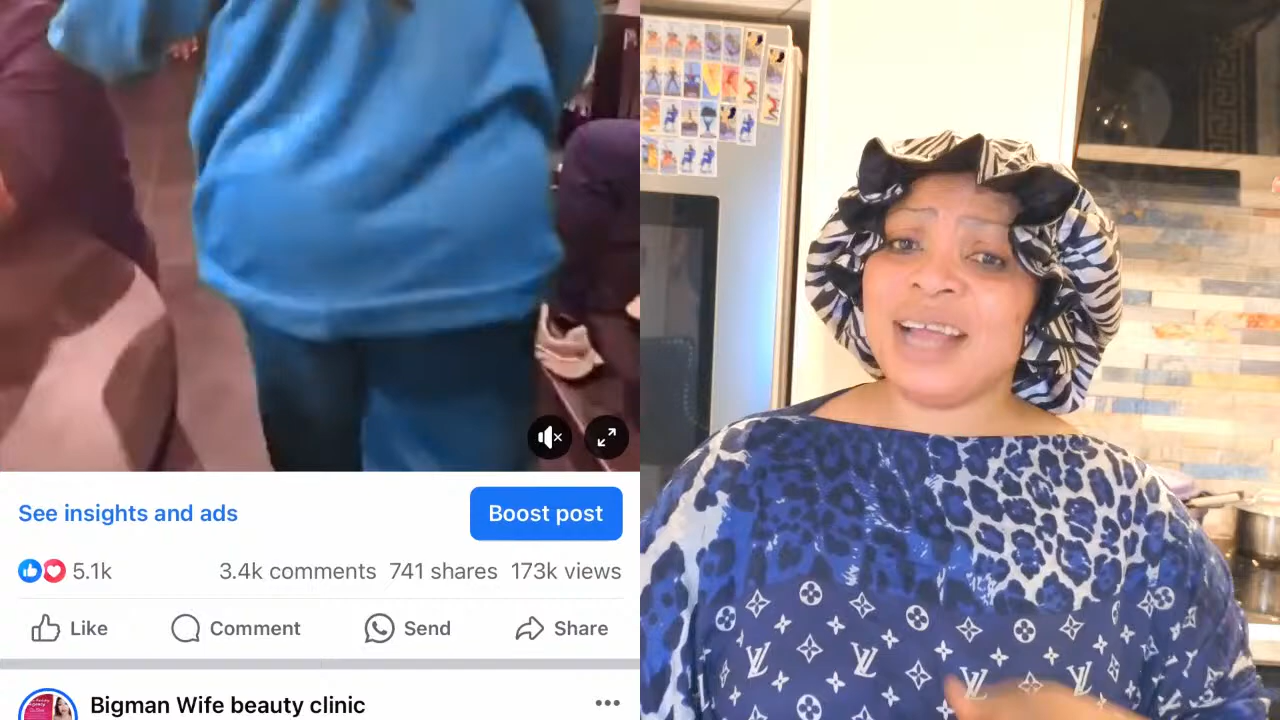 See insights and ads
Boost post
5.1k
3.4k comments 741 shares 173k views
Like
Comment
Send
Share
Bigman Wife beauty clinic